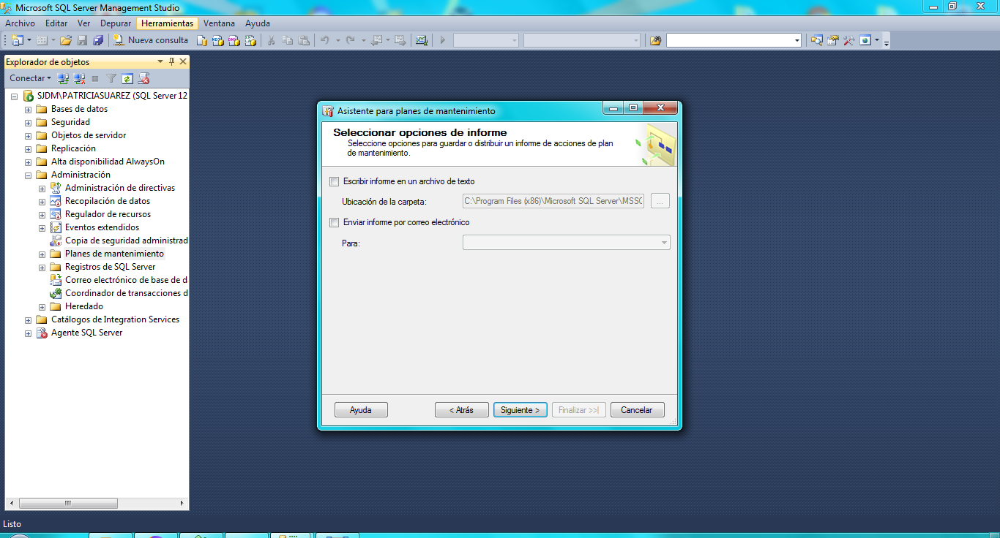 Microsoft SQL Server Management Studio
Archivo Editar Ver Depurar Herramientas Ventana Ayuda
Nueva consulta
Explorador de objetos
Conectar
SJDM\PATRICIASUAREZ (SQL Server 12
Bases de datos
Seguridad
Objetos de servidor
Replicación
Alta disponibilidad AlwaysOn
Administración
Administración de directivas
Recopilación de datos
Regulador de recursos
Eventos extendidos
Copia de seguridad administrad
Planes de mantenimiento
Registros de SQL Server
Correo electrónico de base de d
Coordinador de transacciones d
Heredado
Catálogos de Integration Services
Agente SQL Server
Asistente para planes de mantenimiento
Seleccionar opciones de informe
Seleccione opciones para guardar o distribuir un informe de acciones de plan
de mantenimiento.
Escribir informe en un archivo de texto
Ubicación de la carpeta: C:\Program Files (x86)\Microsoft SQL Server\MSSQ ...
Enviar informe por correo electrónico
Para:
Ayuda < Atrás Siguiente > Finalizar >>| Cancelar
Listo